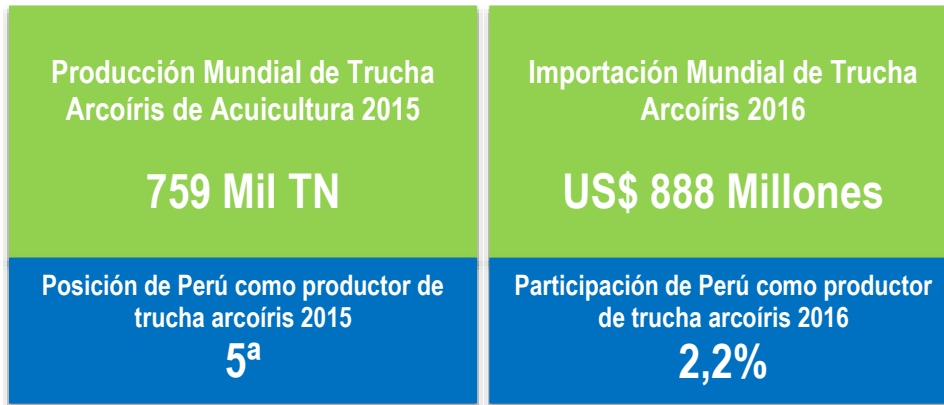 Producción Mundial de Trucha
Arcoíris de Acuicultura 2015
759 Mil TN
Posición de Perú como productor de
trucha arcoíris 2015
5ª
Importación Mundial de Trucha
Arcoíris 2016
US$ 888 Millones
Participación de Perú como productor
de trucha arcoíris 2016
2,2%